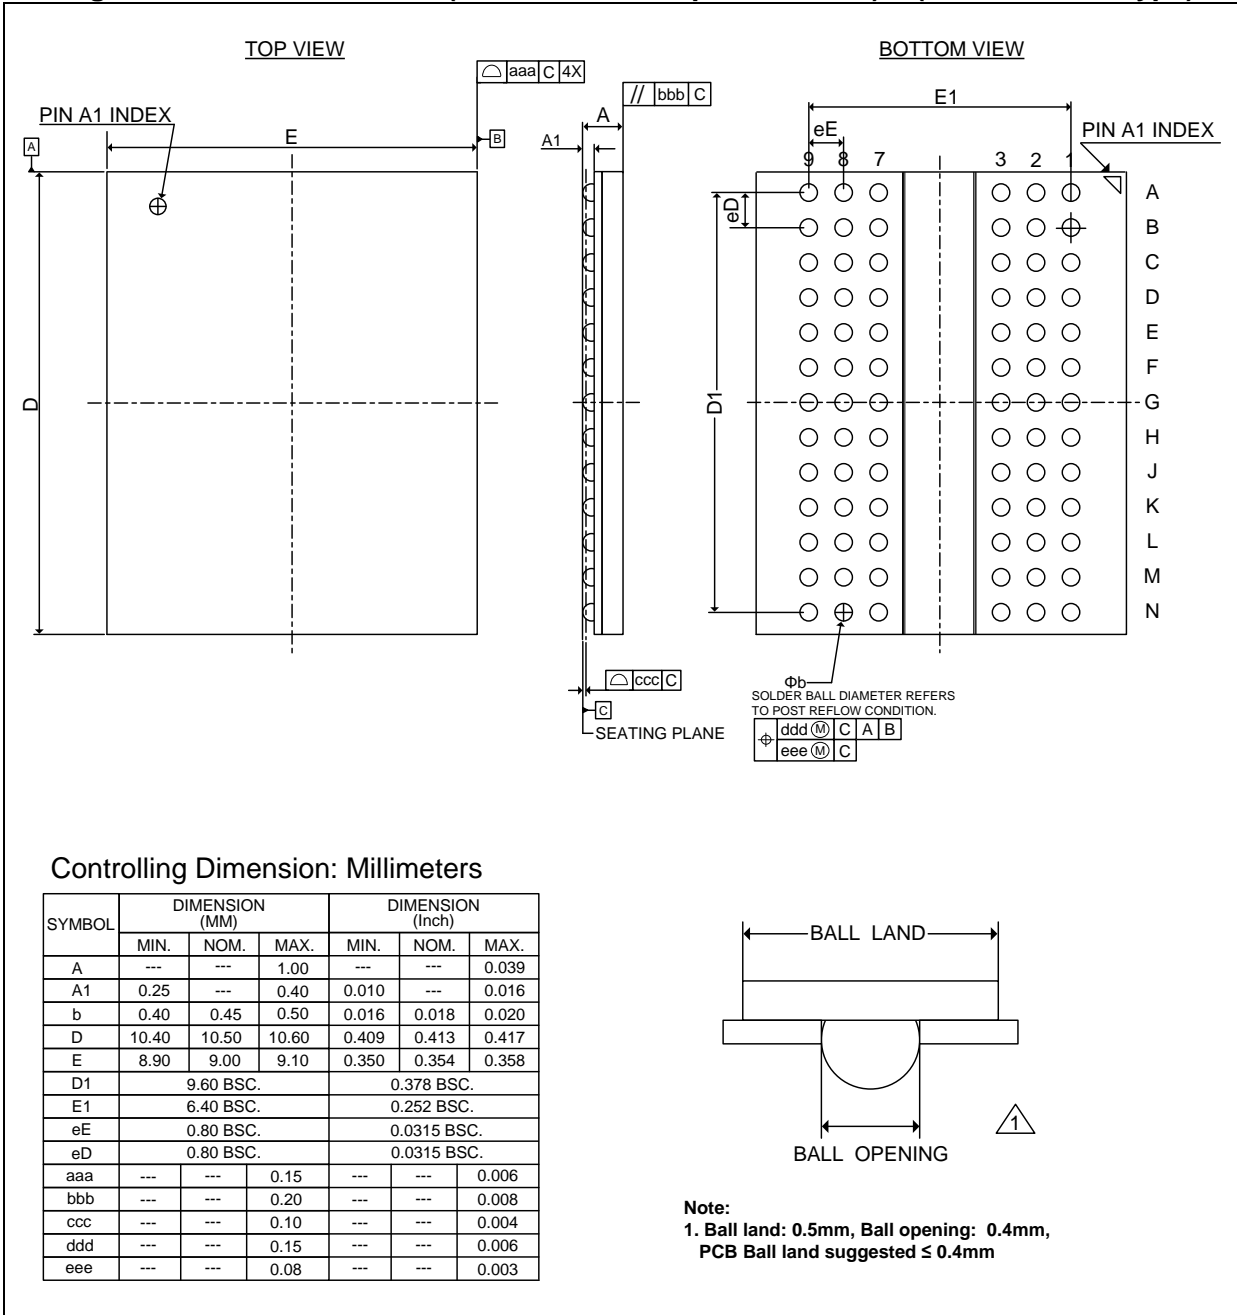 TOP VIEW
BOTTOM VIEW
aaa C 4X
// bbb C
PIN A1 INDEX
E
B
A
A1
A
E1
eE
PIN A1 INDEX
9 8 7 3 2 1
A
eD
B
C
D
E
F
D
D1
G
H
J
K
L
M
N
ccc C
C
SEATING PLANE
Φb
SOLDER BALL DIAMETER REFERS
TO POST REFLOW CONDITION.
ddd Ⓜ C A B
eee Ⓜ C
Controlling Dimension: Millimeters
SYMBOL DIMENSION (MM) DIMENSION (Inch)
MIN. NOM. MAX. MIN. NOM. MAX.
A --- --- 1.00 --- --- 0.039
A1 0.25 --- 0.40 0.010 --- 0.016
b 0.40 0.45 0.50 0.016 0.018 0.020
D 10.40 10.50 10.60 0.409 0.413 0.417
E 8.90 9.00 9.10 0.350 0.354 0.358
D1 9.60 BSC. 0.378 BSC.
E1 6.40 BSC. 0.252 BSC.
eE 0.80 BSC. 0.0315 BSC.
eD 0.80 BSC. 0.0315 BSC.
aaa --- --- 0.15 --- --- 0.006
bbb --- --- 0.20 --- --- 0.008
ccc --- --- 0.10 --- --- 0.004
ddd --- --- 0.15 --- --- 0.006
eee --- --- 0.08 --- --- 0.003
BALL LAND
1
BALL OPENING
Note:
1. Ball land: 0.5mm, Ball opening: 0.4mm,
PCB Ball land suggested ≤ 0.4mm